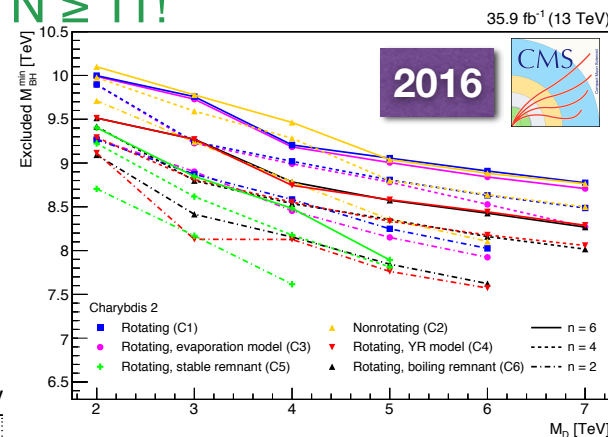 N ≥ 11!
35.9 fb⁻¹ (13 TeV)
Excluded M_BH^min [TeV]
10.5
10
9.5
9
8.5
8
7.5
7
6.5
2016
CMS
Charybdis 2
Rotating (C1)
Nonrotating (C2)
n = 6
Rotating, evaporation model (C3)
Rotating, YR model (C4)
n = 4
Rotating, stable remnant (C5)
Rotating, boiling remnant (C6)
n = 2
2 3 4 5 6 7
M_D [TeV]